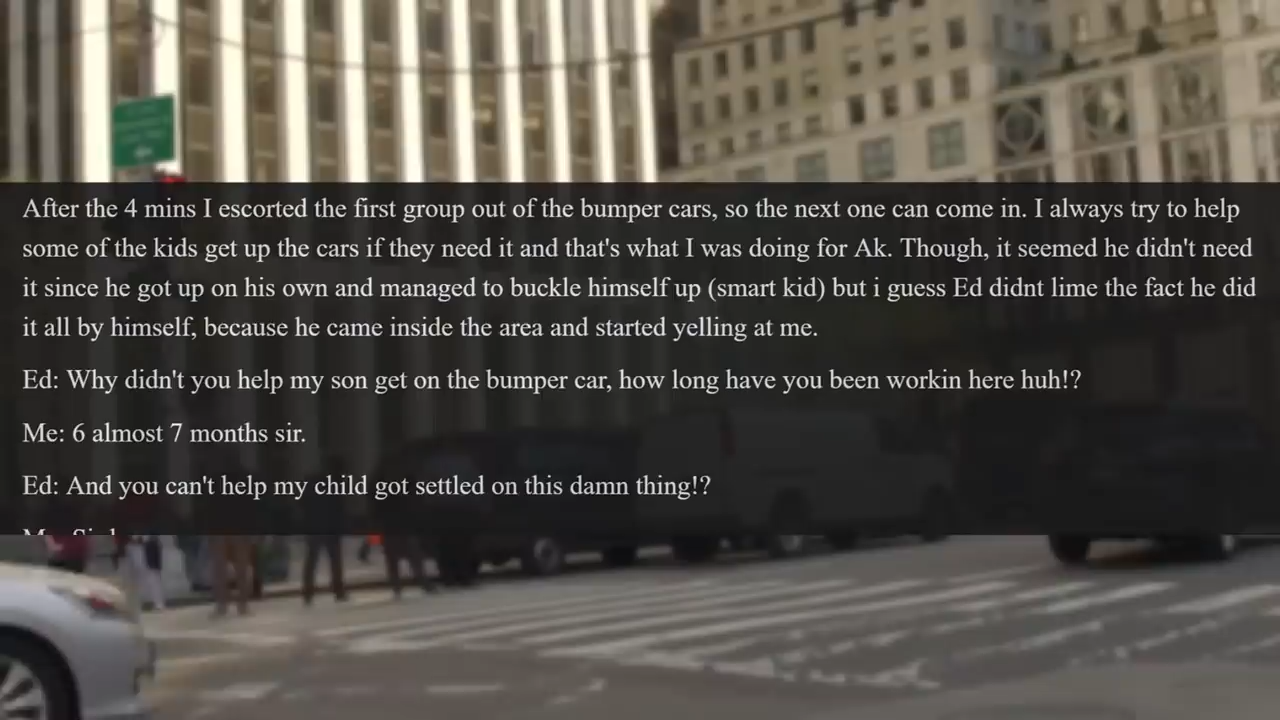 After the 4 mins I escorted the first group out of the bumper cars, so the next one can come in. I always try to help
some of the kids get up the cars if they need it and that's what I was doing for Ak. Though, it seemed he didn't need
it since he got up on his own and managed to buckle himself up (smart kid) but i guess Ed didnt lime the fact he did
it all by himself, because he came inside the area and started yelling at me.
Ed: Why didn't you help my son get on the bumper car, how long have you been workin here huh!?
Me: 6 almost 7 months sir.
Ed: And you can't help my child got settled on this damn thing!?